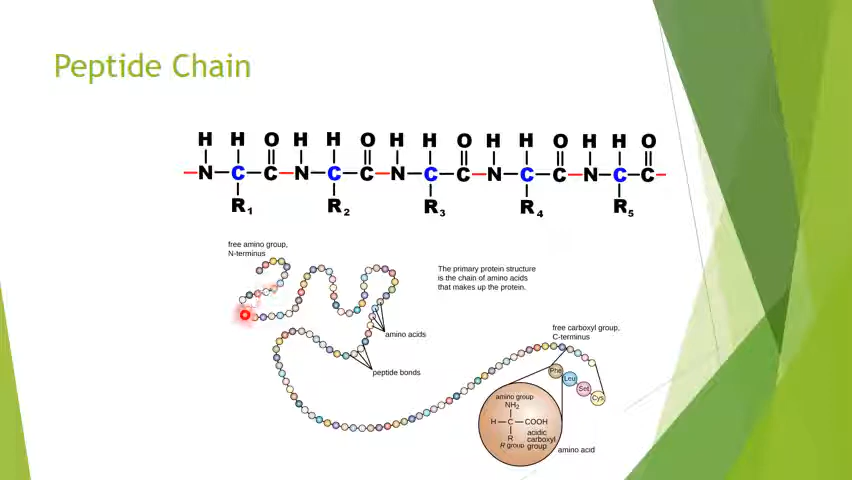 Peptide Chain
H H O H H O H H O H H O H H O
N C C N C C N C C N C C N C C
R1 R2 R3 R4 R5
free amino group,
N-terminus
The primary protein structure
is the chain of amino acids
that makes up the protein.
amino acids
peptide bonds
free carboxyl group,
C-terminus
Phe
Leu
Ser
Cys
amino group
NH2
H C COOH
R
R group
acidic
carboxyl
group
amino acid